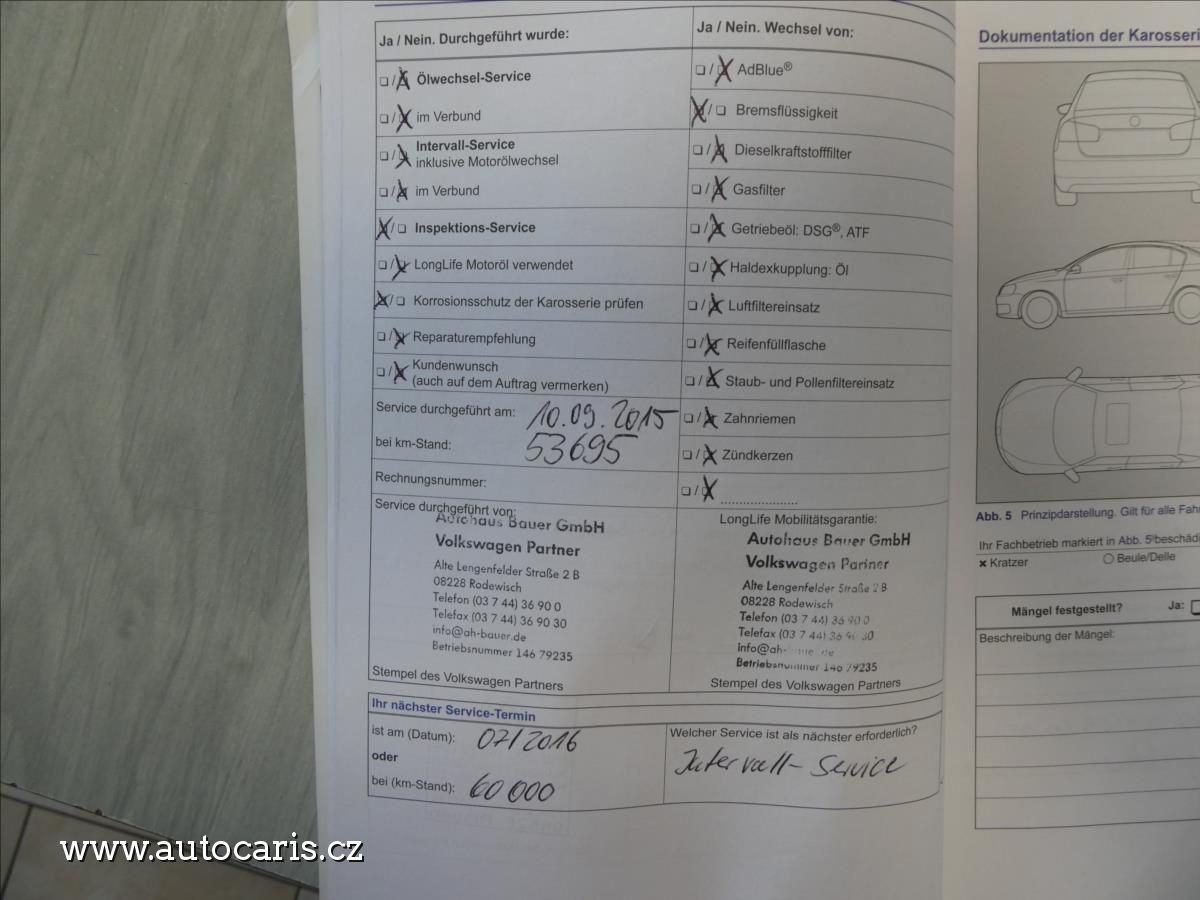 Ja / Nein. Durchgeführt wurde:
❏ / ❏ Ölwechsel-Service
❏ / ❏ im Verbund
❏ / ❏ Intervall-Service
inklusive Motorölwechsel
❏ / ❏ im Verbund
❏ / ❏ Inspektions-Service
❏ / ❏ LongLife Motoröl verwendet
❏ / ❏ Korrosionsschutz der Karosserie prüfen
❏ / ❏ Reparaturempfehlung
❏ / ❏ Kundenwunsch
(auch auf dem Auftrag vermerken)
Service durchgeführt am: 10.09.2015
bei km-Stand: 53695
Rechnungsnummer:
Service durchgeführt von:
Autohaus Bauer GmbH
Volkswagen Partner
Alte Lengenfelder Straße 2 B
08228 Rodewisch
Telefon (03 7 44) 36 90 0
Telefax (03 7 44) 36 90 30
info@ah-bauer.de
Betriebsnummer 146 79235
Stempel des Volkswagen Partners
Ja / Nein. Wechsel von:
❏ / ❏ AdBlue®
❏ / ❏ Bremsflüssigkeit
❏ / ❏ Dieselkraftstofffilter
❏ / ❏ Gasfilter
❏ / ❏ Getriebeöl: DSG®, ATF
❏ / ❏ Haldexkupplung: Öl
❏ / ❏ Luftfiltereinsatz
❏ / ❏ Reifenfüllflasche
❏ / ❏ Staub- und Pollenfiltereinsatz
❏ / ❏ Zahnriemen
❏ / ❏ Zündkerzen
❏ / ❏ ..................
LongLife Mobilitätsgarantie:
Autohaus Bauer GmbH
Volkswagen Partner
Alte Lengenfelder Straße 2 B
08228 Rodewisch
Telefon (03 7 44) 36 90 0
Telefax (03 7 44) 36 90 30
info@ah-bauer.de
Betriebsnummer 146 79235
Stempel des Volkswagen Partners
Ihr nächster Service-Termin
ist am (Datum): 07/2016
oder
bei (km-Stand): 60 000
Welcher Service ist als nächster erforderlich?
Intervall-Service
Dokumentation der Karosseri
Abb. 5 Prinzipdarstellung. Gilt für alle Fah
Ihr Fachbetrieb markiert in Abb. 5 beschädi
× Kratzer ○ Beule/Delle
Mängel festgestellt? Ja: ❏
Beschreibung der Mängel:
www.autocaris.cz